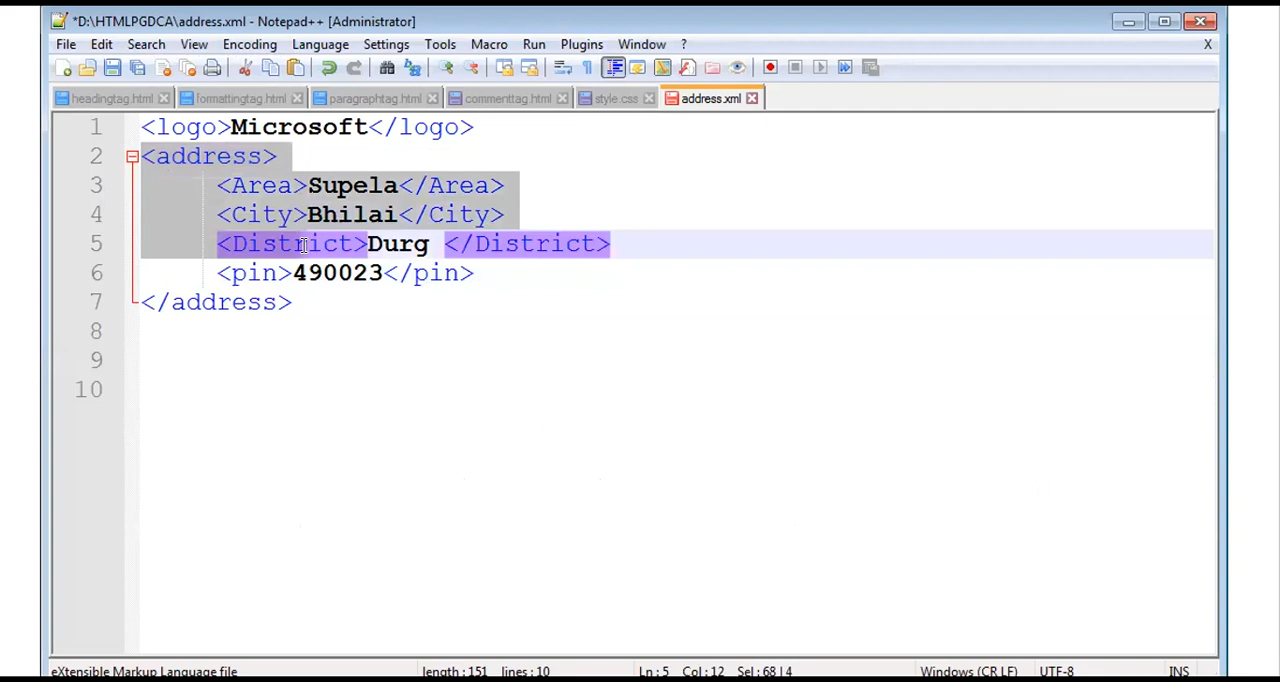 *D:\HTMLPGDCA\address.xml - Notepad++ [Administrator]
File Edit Search View Encoding Language Settings Tools Macro Run Plugins Window ? X
headingtag.html formattingtag.html paragraphtag.html commenttag.html style.css address.xml
1 <logo>Microsoft</logo>
2 <address>
3 <Area>Supela</Area>
4 <City>Bhilai</City>
5 <District>Durg </District>
6 <pin>490023</pin>
7 </address>
8
9
10
eXtensible Markup Language file length : 151 lines : 10 Ln : 5 Col : 12 Sel : 68 | 4 Windows (CR LF) UTF-8 INS